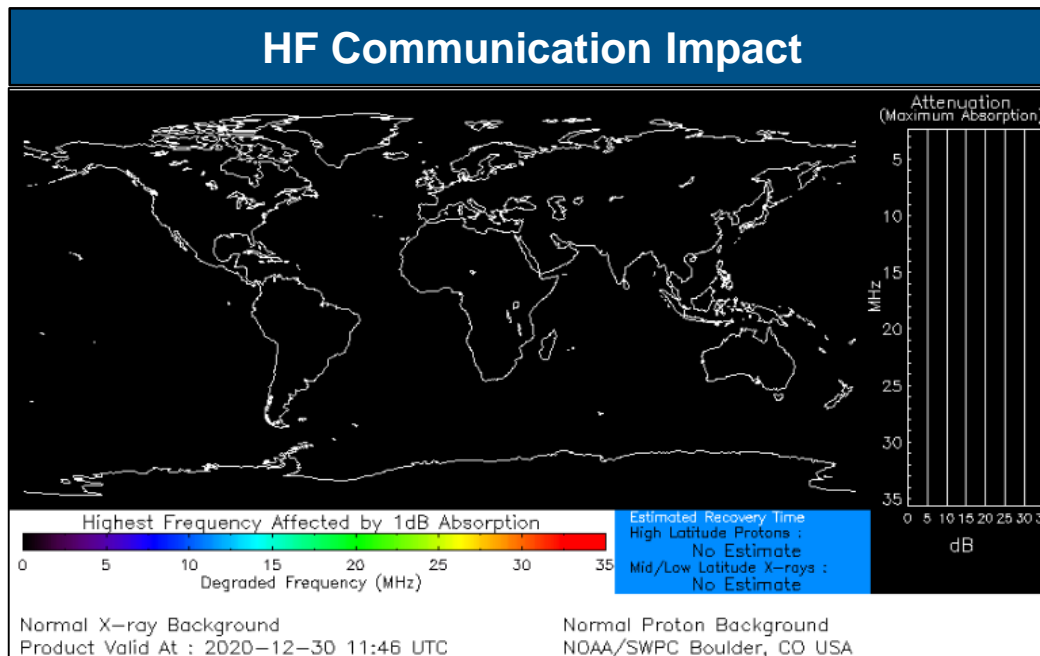 HF Communication Impact
Attenuation
(Maximum Absorption)
5
10
15
20
25
30
35
MHz
0 5 10 15 20 25 30
dB
Highest Frequency Affected by 1dB Absorption
0 5 10 15 20 25 30 35
Degraded Frequency (MHz)
Estimated Recovery Time
High Latitude Protons :
No Estimate
Mid/Low Latitude X-rays :
No Estimate
Normal X-ray Background
Product Valid At : 2020-12-30 11:46 UTC
Normal Proton Background
NOAA/SWPC Boulder, CO USA